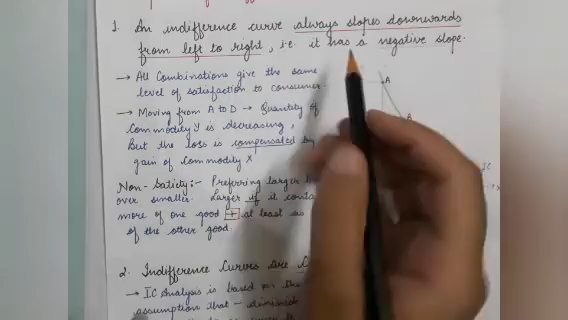 1. An indifference curve always slopes downwards
from left to right, i.e. it has a negative slope.
→ All Combinations give the same
level of satisfaction to consumer.
→ Moving from A to D → Quantity of
Commodity Y is decreasing,
But the loss is compensated by
gain of commodity X
Non-Satiety:- Preferring larger
over smaller. Larger if it
more of one good + at least as
of the other good.
A
B
IC
2. Indifference Curves are
→ IC Analysis is based
assumption that -